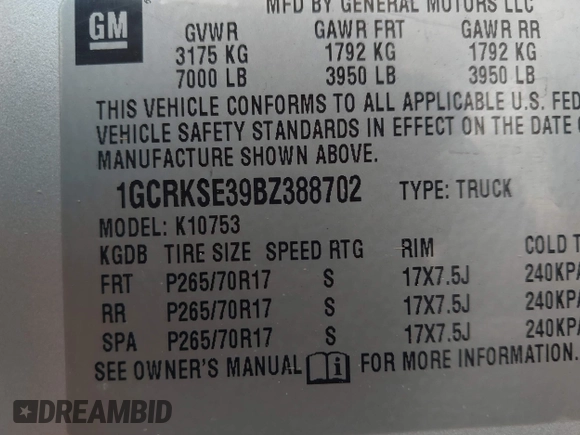 MFD BY GENERAL MOTORS LLC
GM
GVWR GAWR FRT GAWR RR
3175 KG 1792 KG 1792 KG
7000 LB 3950 LB 3950 LB
THIS VEHICLE CONFORMS TO ALL APPLICABLE U.S. FED
VEHICLE SAFETY STANDARDS IN EFFECT ON THE DATE
MANUFACTURE SHOWN ABOVE.
1GCRKSE39BZ388702 TYPE: TRUCK
MODEL: K10753
KGDB TIRE SIZE SPEED RTG RIM COLD T
FRT P265/70R17 S 17X7.5J 240KPA
RR P265/70R17 S 17X7.5J 240KPA
SPA P265/70R17 S 17X7.5J 240KPA
SEE OWNER'S MANUAL i FOR MORE INFORMATION.
DREAMBID